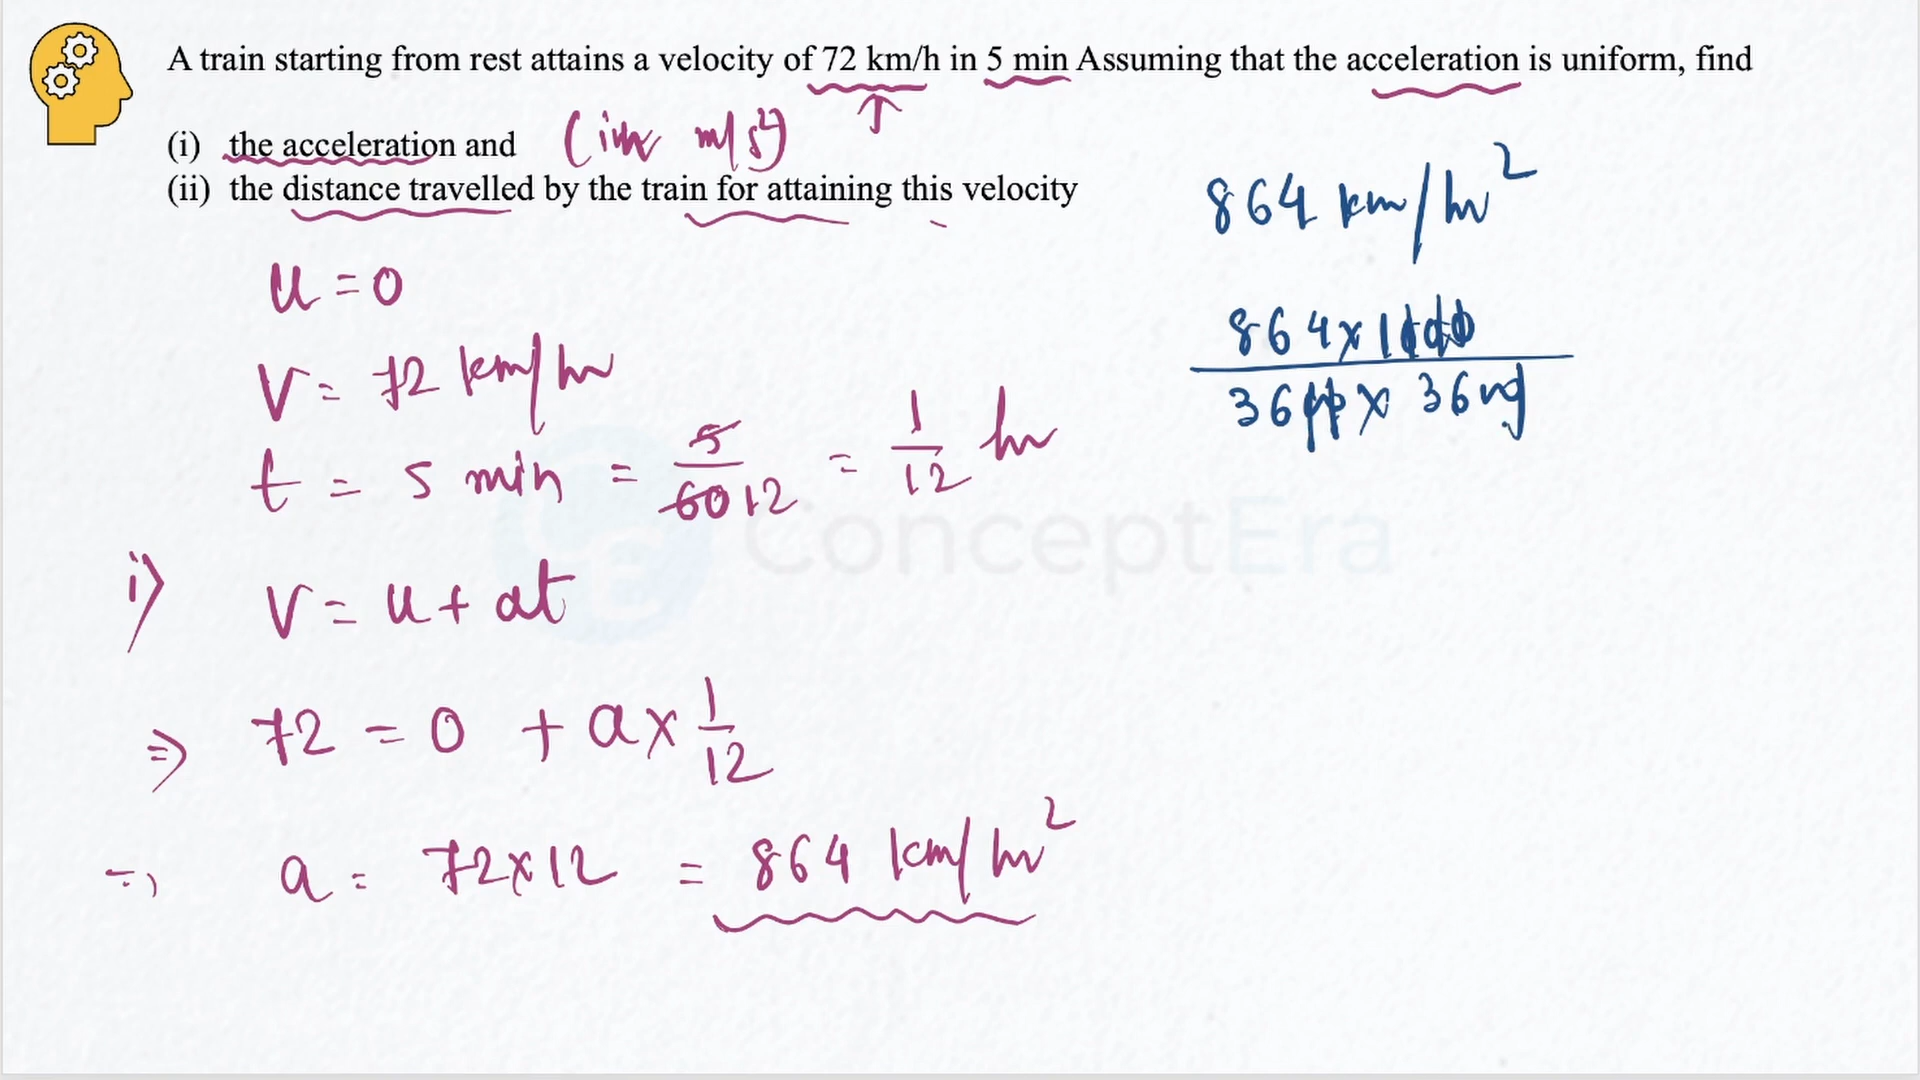 A train starting from rest attains a velocity of 72 km/h in 5 min Assuming that the acceleration is uniform, find
(i) the acceleration and (in m/s²)
(ii) the distance travelled by the train for attaining this velocity
u = 0
v = 72 km/hr
t = 5 min = 5/60 12 = 1/12 hr
i) v = u + at
⇒ 72 = 0 + a x 1/12
⇒ a = 72 x 12 = 864 km/hr²
864 km/hr²
864 x 1000
3600 x 3600
ConceptEra